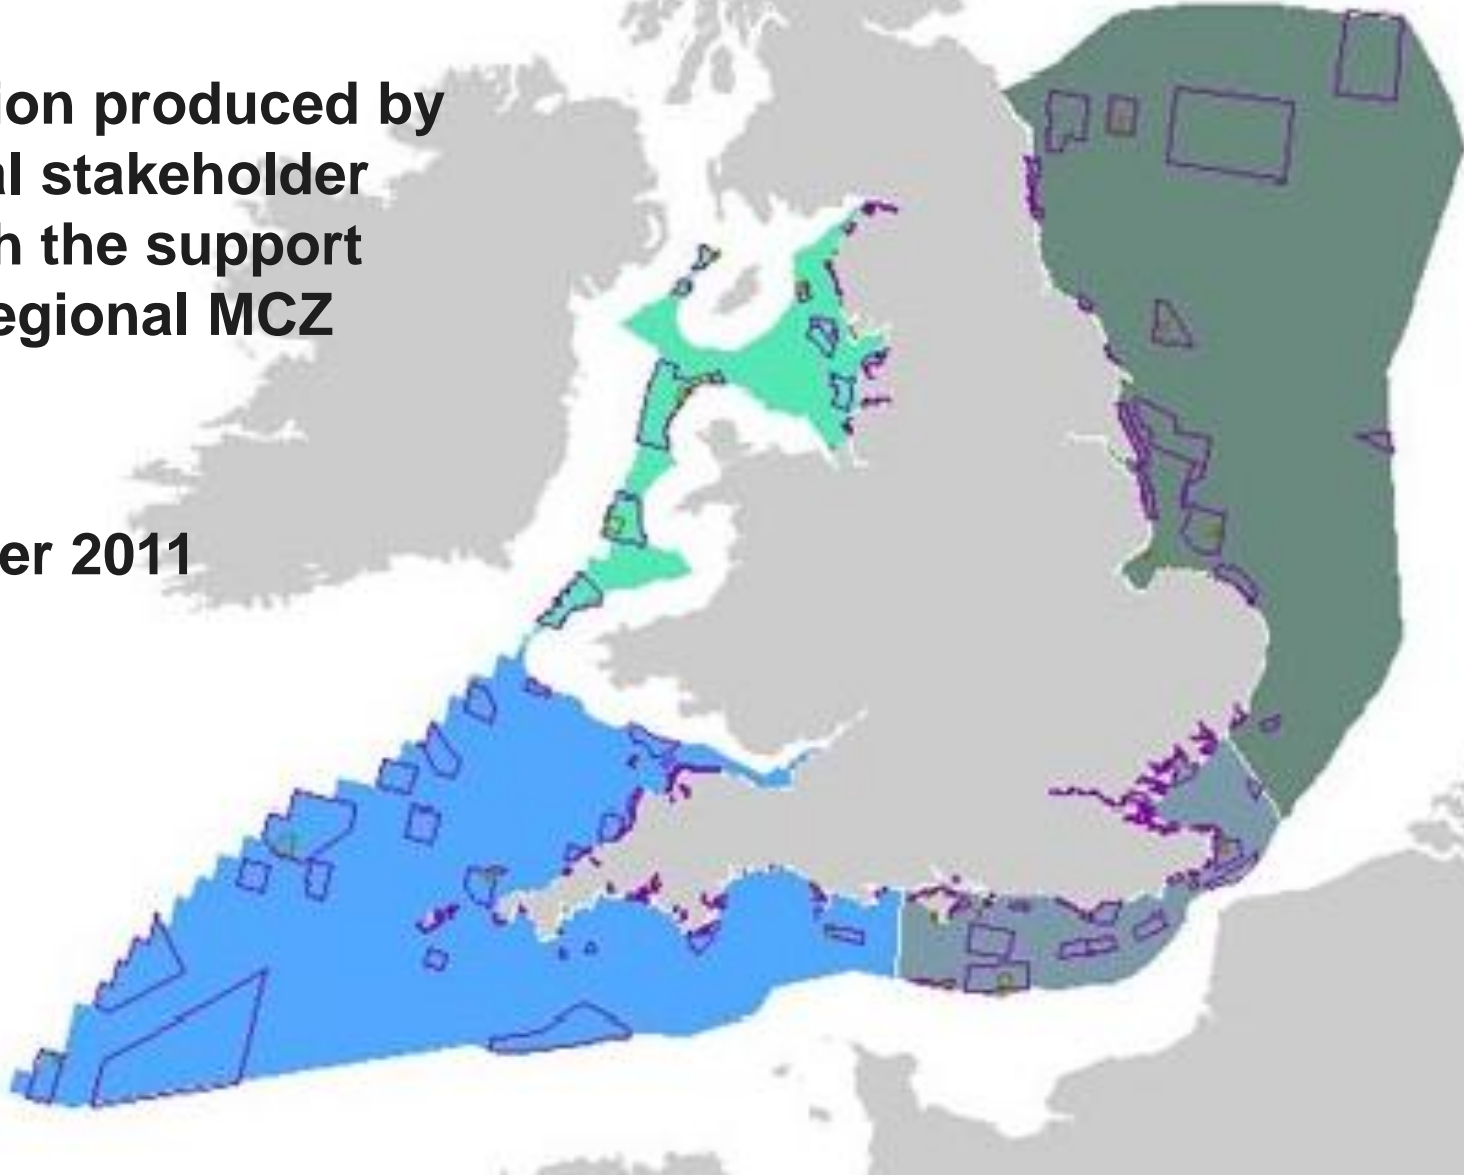 ion produced by
al stakeholder
h the support
egional MCZ
er 2011